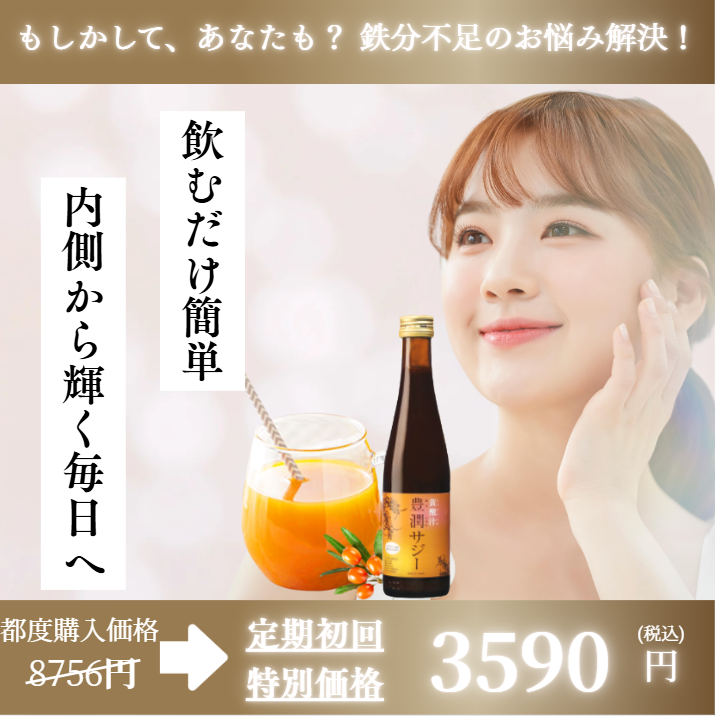 もしかして、あなたも？ 鉄分不足のお悩み解決！
飲むだけ簡単
内側から輝く毎日へ
黄酸汁
豊潤サジー
都度購入価格
8756円
定期初回
特別価格
3590
(税込)
円